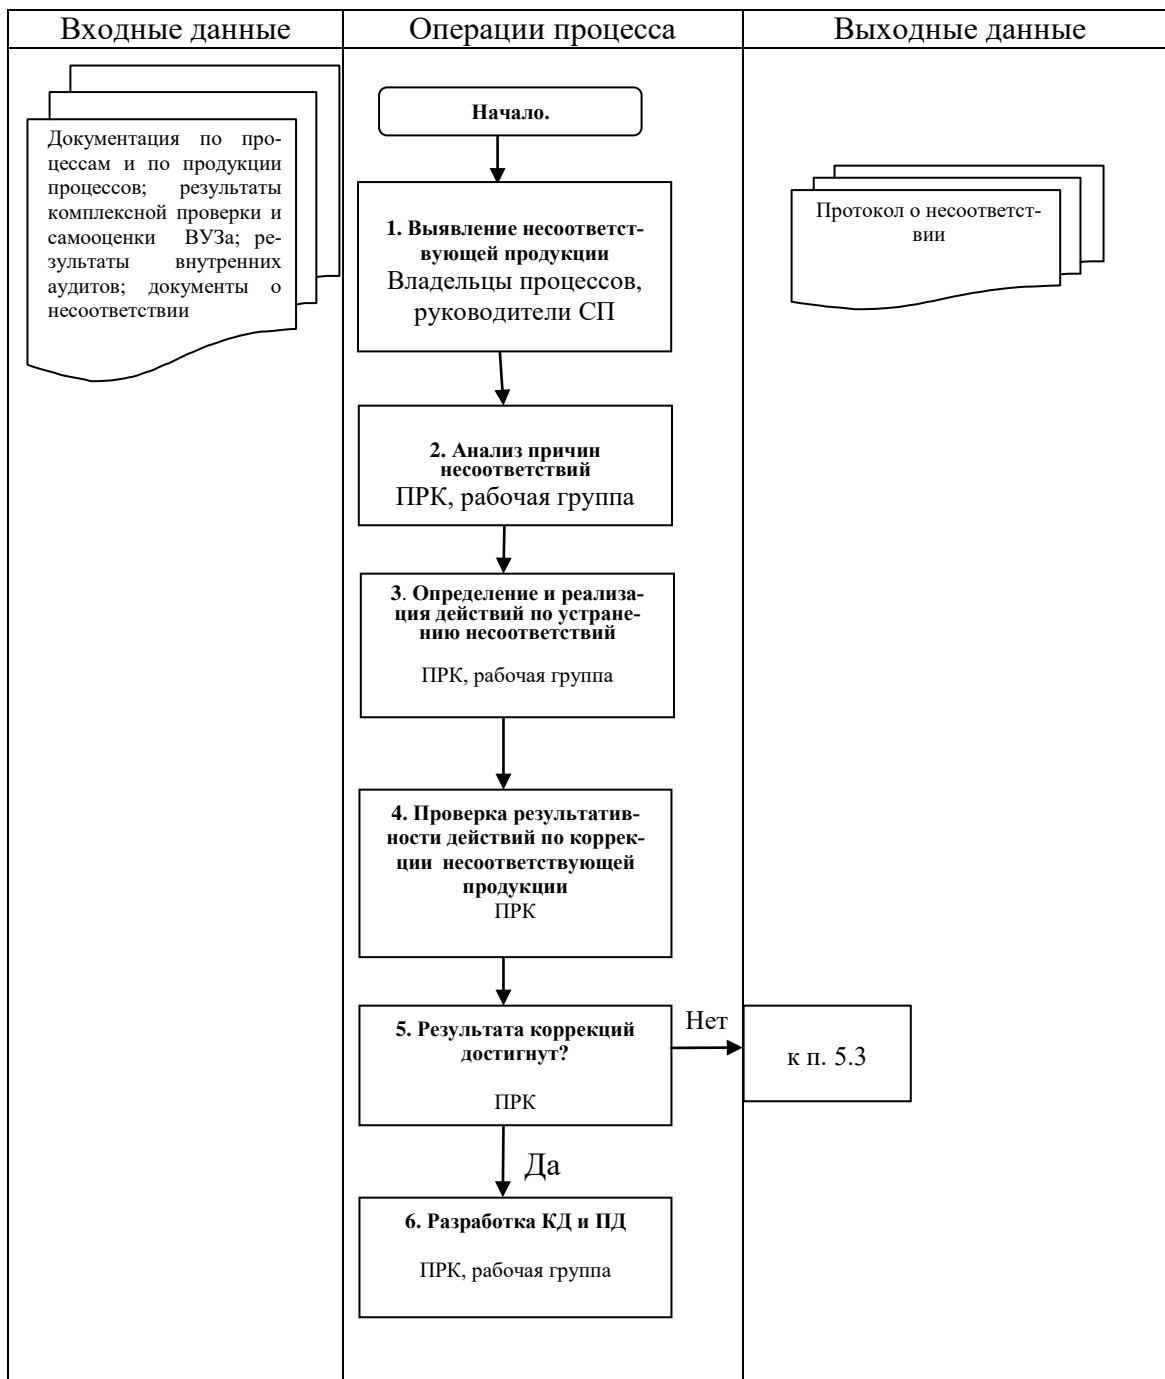 Входные данные
Операции процесса
Выходные данные
Документация по про-
цессам и по продукции
процессов; результаты
комплексной проверки и
самооценки ВУЗа; ре-
зультаты внутренних
аудитов; документы о
несоответствии
Начало.
1. Выявление несоответст-
вующей продукции
Владельцы процессов,
руководители СП
Протокол о несоответст-
вии
2. Анализ причин
несоответствий
ПРК, рабочая группа
3. Определение и реализа-
ция действий по устране-
нию несоответствий
ПРК, рабочая группа
4. Проверка результатив-
ности действий по коррек-
ции несоответствующей
продукции
ПРК
5. Результата коррекций
достигнут?
ПРК
Нет
к п. 5.3
Да
6. Разработка КД и ПД
ПРК, рабочая группа